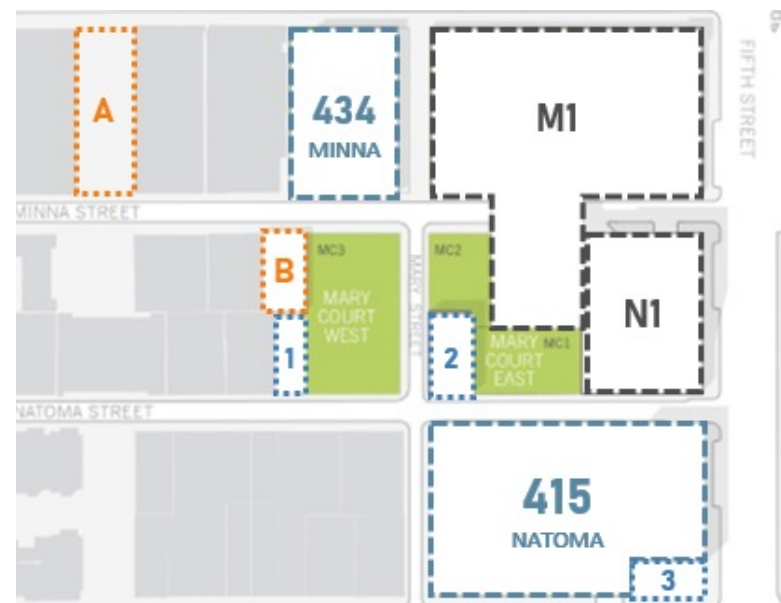 A
434
MINNA
M1
FIFTH STREET
MINNA STREET
B
MC3
MARY
COURT
WEST
MARY STREET
MC2
N1
1
2
MARY MC1
COURT
EAST
NATOMA STREET
415
NATOMA
3